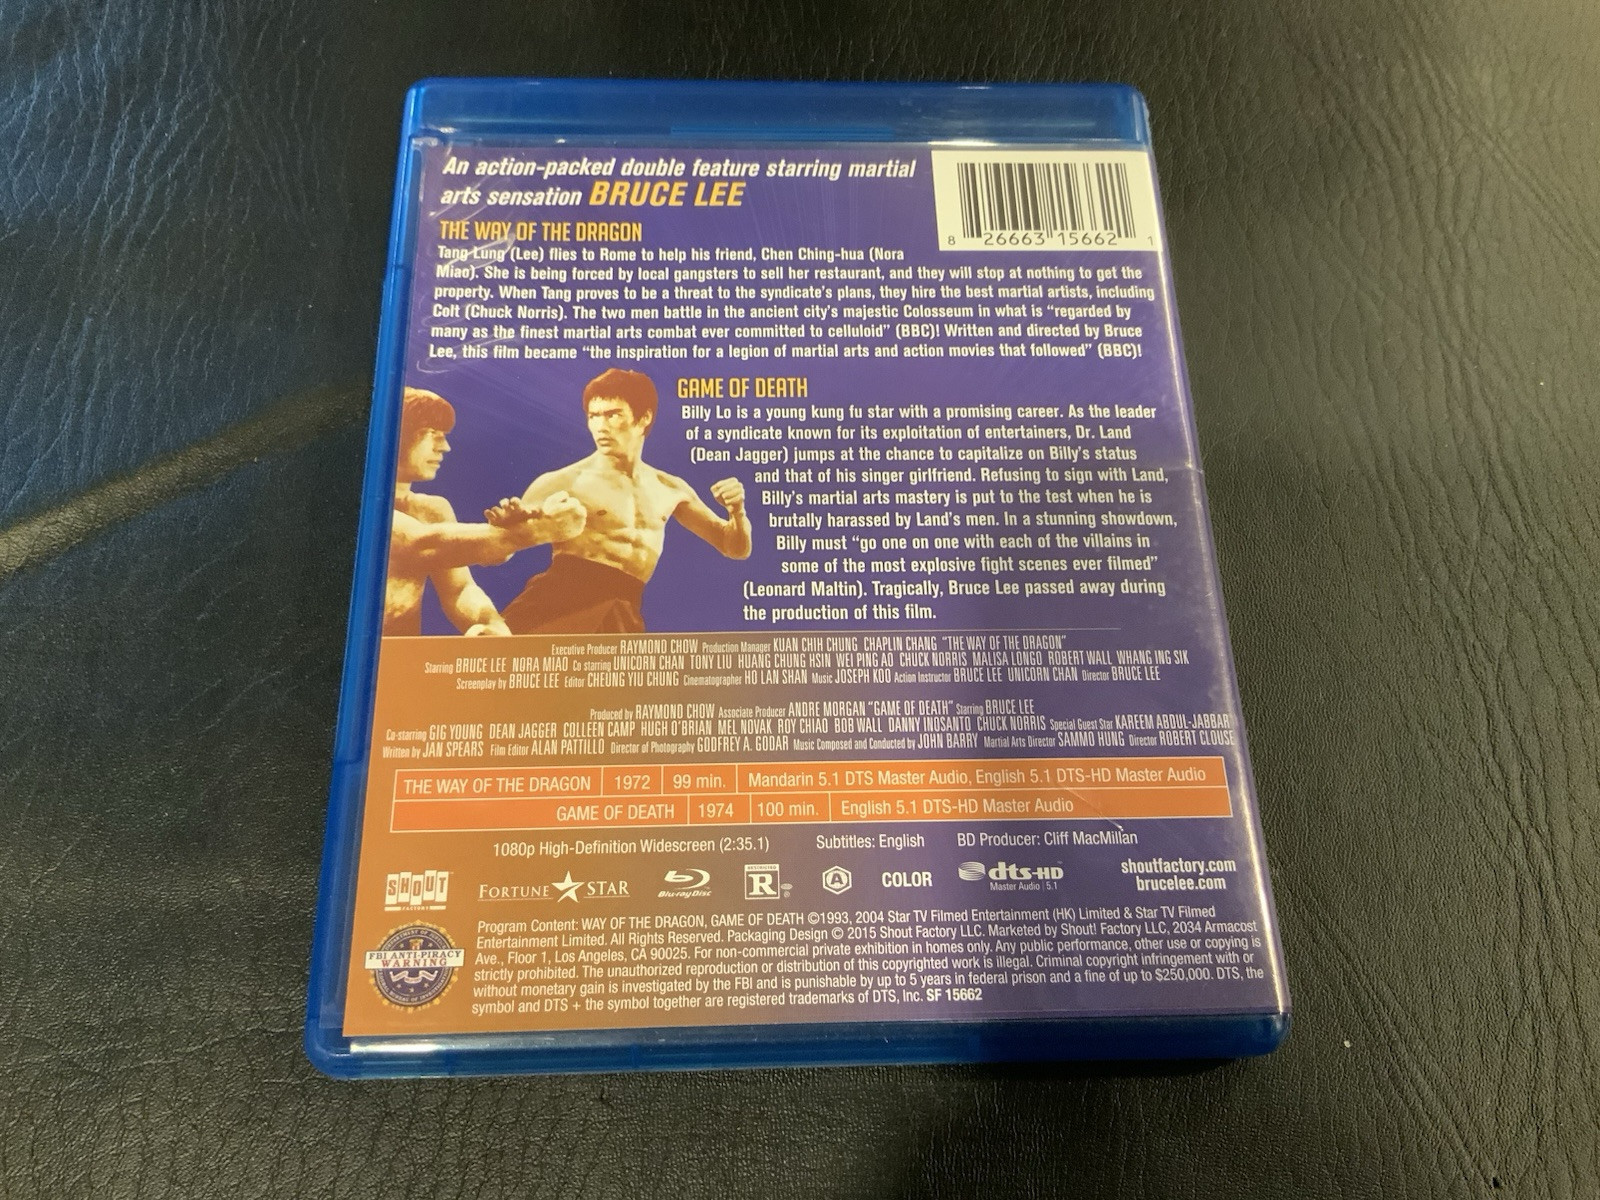 An action-packed double feature starring martial
arts sensation BRUCE LEE
8 26663 15662 1
THE WAY OF THE DRAGON
Tang Lung (Lee) flies to Rome to help his friend, Chen Ching-hua (Nora
Miao). She is being forced by local gangsters to sell her restaurant, and they will stop at nothing to get the
property. When Tang proves to be a threat to the syndicate's plans, they hire the best martial artists, including
Colt (Chuck Norris). The two men battle in the ancient city's majestic Colosseum in what is "regarded by
many as the finest martial arts combat ever committed to celluloid" (BBC)! Written and directed by Bruce
Lee, this film became "the inspiration for a legion of martial arts and action movies that followed" (BBC)!
GAME OF DEATH
Billy Lo is a young kung fu star with a promising career. As the leader
of a syndicate known for its exploitation of entertainers, Dr. Land
(Dean Jagger) jumps at the chance to capitalize on Billy's status
and that of his singer girlfriend. Refusing to sign with Land,
Billy's martial arts mastery is put to the test when he is
brutally harassed by Land's men. In a stunning showdown,
Billy must "go one on one with each of the villains in
some of the most explosive fight scenes ever filmed"
(Leonard Maltin). Tragically, Bruce Lee passed away during
the production of this film.
Executive Producer RAYMOND CHOW Production Manager KUAN CHIH CHUNG CHAPLIN CHANG "THE WAY OF THE DRAGON"
Starring BRUCE LEE NORA MIAO Co starring UNICORN CHAN TONY LIU HUANG CHUNG HSIN WEI PING AO CHUCK NORRIS MALISA LONGO ROBERT WALL WHANG ING SIK
Screenplay by BRUCE LEE Editor CHEUNG YIU CHUNG Cinematographer HO LAN SHAN Music JOSEPH KOO Action Instructor BRUCE LEE UNICORN CHAN Director BRUCE LEE
Produced by RAYMOND CHOW Associate Producer ANDRE MORGAN "GAME OF DEATH" Starring BRUCE LEE
Co-starring GIG YOUNG DEAN JAGGER COLLEEN CAMP HUGH O'BRIAN MEL NOVAK ROY CHIAO BOB WALL DANNY INOSANTO CHUCK NORRIS Special Guest Star KAREEM ABDUL-JABBAR
Written by JAN SPEARS Film Editor ALAN PATTILLO Director of Photography GODFREY A. GODAR Music Composed and Conducted by JOHN BARRY Martial Arts Director SAMMO HUNG Director ROBERT CLOUSE
THE WAY OF THE DRAGON 1972 99 min. Mandarin 5.1 DTS Master Audio, English 5.1 DTS-HD Master Audio
GAME OF DEATH 1974 100 min. English 5.1 DTS-HD Master Audio
1080p High-Definition Widescreen (2:35.1) Subtitles: English BD Producer: Cliff MacMillan
SHOUT! FACTORY FORTUNE STAR Blu-ray Disc RESTRICTED R A COLOR dts-HD Master Audio | 5.1
shoutfactory.com
brucelee.com
FBI ANTI-PIRACY
WARNING
Program Content: WAY OF THE DRAGON, GAME OF DEATH ©1993, 2004 Star TV Filmed Entertainment (HK) Limited & Star TV Filmed
Entertainment Limited. All Rights Reserved. Packaging Design © 2015 Shout Factory LLC. Marketed by Shout! Factory LLC, 2034 Armacost
Ave., Floor 1, Los Angeles, CA 90025. For non-commercial private exhibition in homes only. Any public performance, other use or copying is
strictly prohibited. The unauthorized reproduction or distribution of this copyrighted work is illegal. Criminal copyright infringement with or
without monetary gain is investigated by the FBI and is punishable by up to 5 years in federal prison and a fine of up to $250,000. DTS, the
symbol and DTS + the symbol together are registered trademarks of DTS, Inc. SF 15662